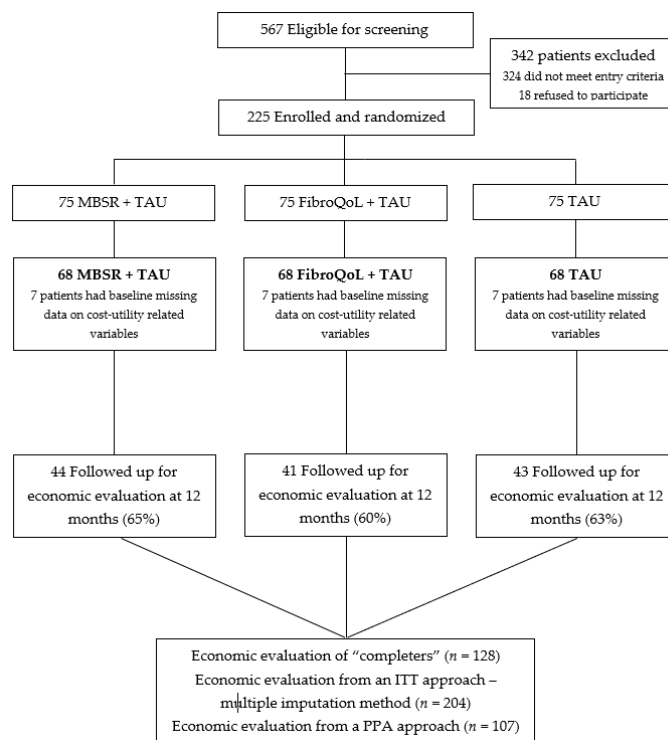 567 Eligible for screening
342 patients excluded
324 did not meet entry criteria
18 refused to participate
225 Enrolled and randomized
75 MBSR + TAU
75 FibroQoL + TAU
75 TAU
68 MBSR + TAU
7 patients had baseline missing
data on cost-utility related
variables
68 FibroQoL + TAU
7 patients had baseline missing
data on cost-utility related
variables
68 TAU
7 patients had baseline missing
data on cost-utility related
variables
44 Followed up for
economic evaluation at 12
months (65%)
41 Followed up for
economic evaluation at 12
months (60%)
43 Followed up for
economic evaluation at 12
months (63%)
Economic evaluation of “completers” (n = 128)
Economic evaluation from an ITT approach –
multiple imputation method (n = 204)
Economic evaluation from a PPA approach (n = 107)